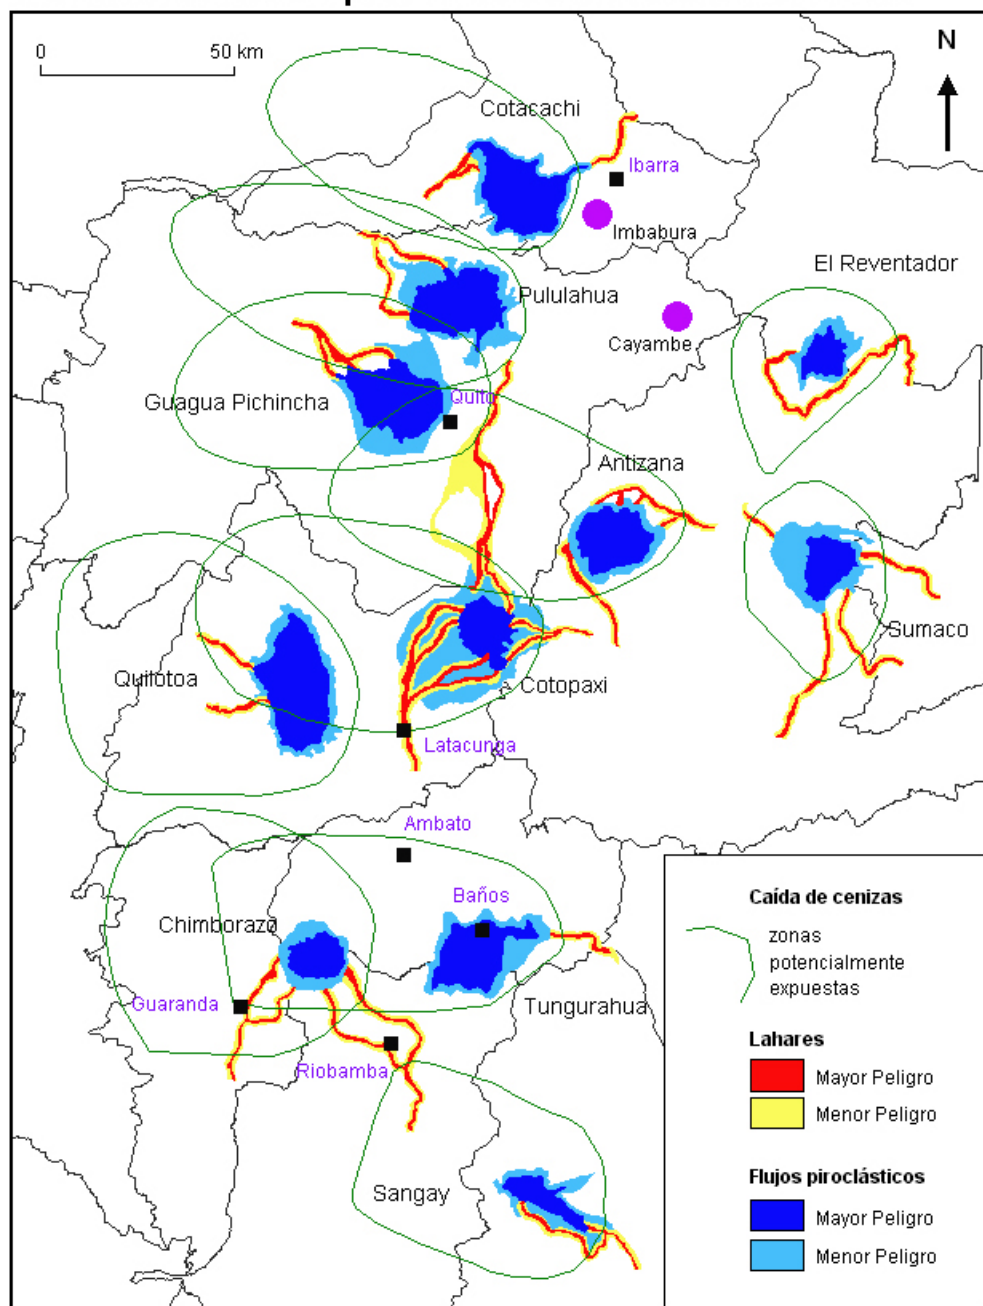 0
50 km
N
Cotacachi
Ibarra
Imbabura
El Reventador
Pululahua
Cayambe
Guagua Pichincha
Quito
Antizana
Sumaco
Quilotoa
Cotopaxi
Latacunga
Ambato
Baños
Chimborazo
Guaranda
Tungurahua
Riobamba
Sangay
Caída de cenizas
zonas
potencialmente
expuestas
Lahares
Mayor Peligro
Menor Peligro
Flujos piroclásticos
Mayor Peligro
Menor Peligro